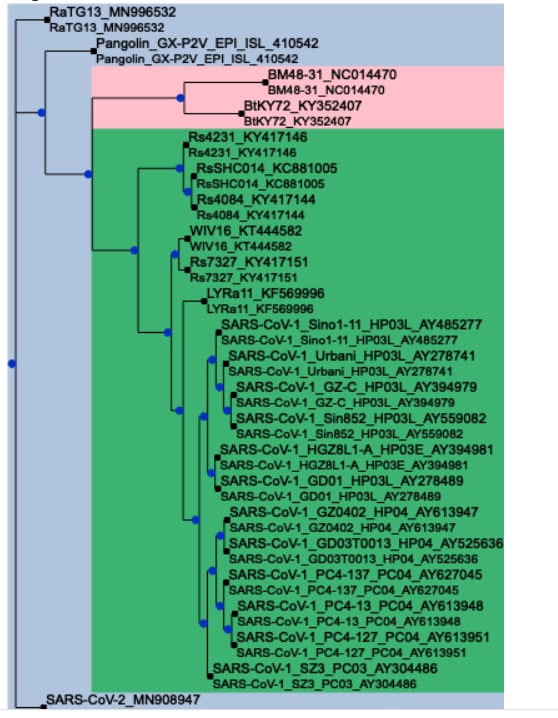 RaTG13_MN996532
RaTG13_MN996532
Pangolin_GX-P2V_EPI_ISL_410542
Pangolin_GX-P2V_EPI_ISL_410542
BM48-31_NC014470
BM48-31_NC014470
BtKY72_KY352407
BtKY72_KY352407
Rs4231_KY417146
Rs4231_KY417146
RsSHC014_KC881005
RsSHC014_KC881005
Rs4084_KY417144
Rs4084_KY417144
WIV16_KT444582
WIV16_KT444582
Rs7327_KY417151
Rs7327_KY417151
LYRa11_KF569996
LYRa11_KF569996
SARS-CoV-1_Sino1-11_HP03L_AY485277
SARS-CoV-1_Sino1-11_HP03L_AY485277
SARS-CoV-1_Urbani_HP03L_AY278741
SARS-CoV-1_Urbani_HP03L_AY278741
SARS-CoV-1_GZ-C_HP03L_AY394979
SARS-CoV-1_GZ-C_HP03L_AY394979
SARS-CoV-1_Sin852_HP03L_AY559082
SARS-CoV-1_Sin852_HP03L_AY559082
SARS-CoV-1_HGZ8L1-A_HP03E_AY394981
SARS-CoV-1_HGZ8L1-A_HP03E_AY394981
SARS-CoV-1_GD01_HP03L_AY278489
SARS-CoV-1_GD01_HP03L_AY278489
SARS-CoV-1_GZ0402_HP04_AY613947
SARS-CoV-1_GZ0402_HP04_AY613947
SARS-CoV-1_GD03T0013_HP04_AY525636
SARS-CoV-1_GD03T0013_HP04_AY525636
SARS-CoV-1_PC4-137_PC04_AY627045
SARS-CoV-1_PC4-137_PC04_AY627045
SARS-CoV-1_PC4-13_PC04_AY613948
SARS-CoV-1_PC4-13_PC04_AY613948
SARS-CoV-1_PC4-127_PC04_AY613951
SARS-CoV-1_PC4-127_PC04_AY613951
SARS-CoV-1_SZ3_PC03_AY304486
SARS-CoV-1_SZ3_PC03_AY304486
SARS-CoV-2_MN908947